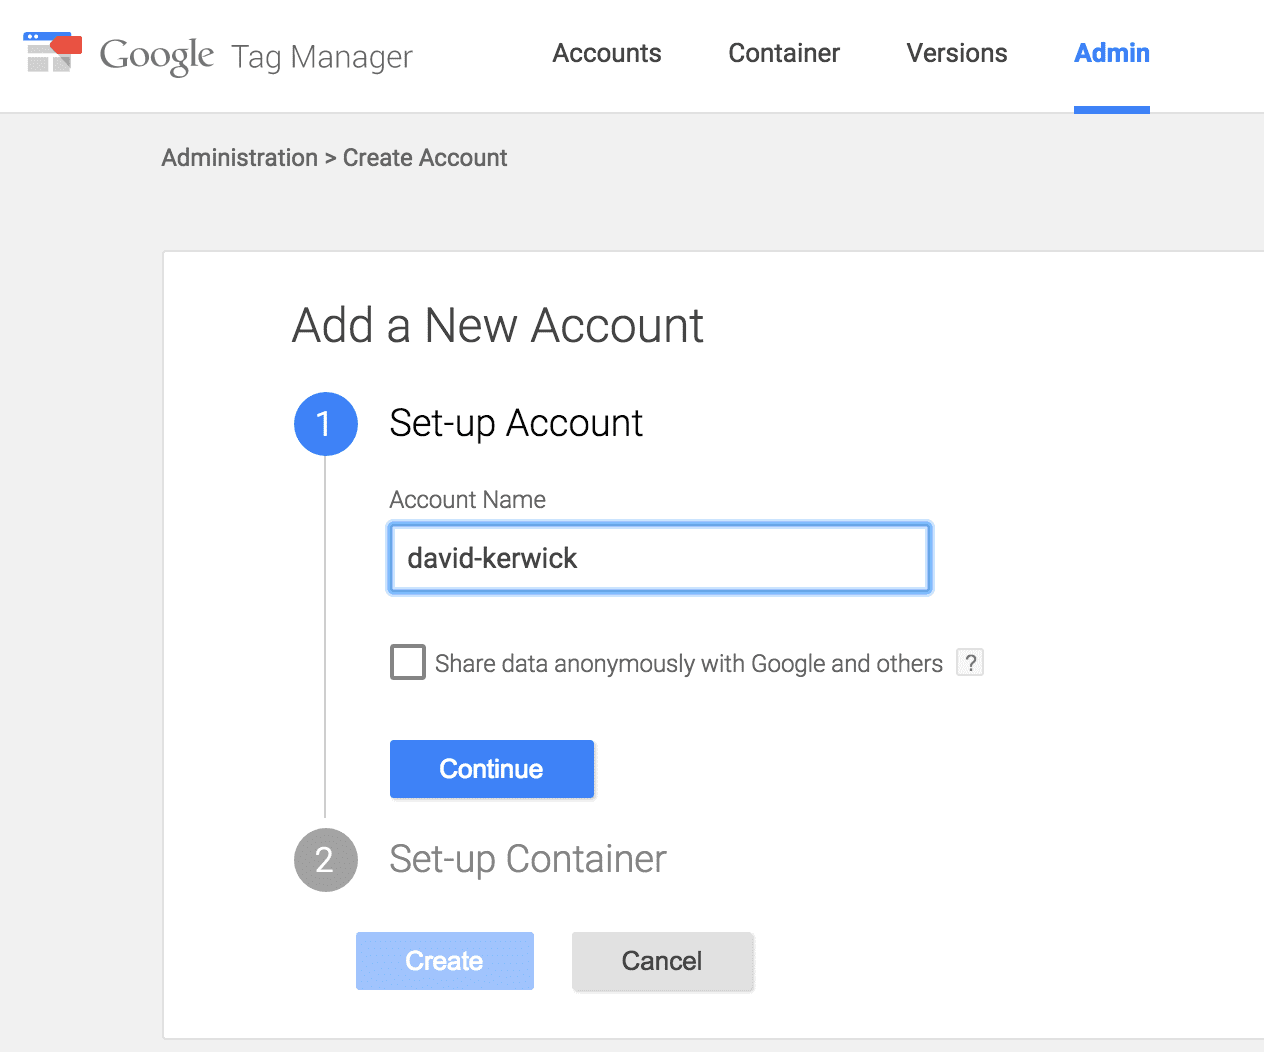 Google Tag Manager Accounts Container Versions Admin
Administration > Create Account
Add a New Account
1 Set-up Account
Account Name
david-kerwick
Share data anonymously with Google and others ?
Continue
2 Set-up Container
Create Cancel